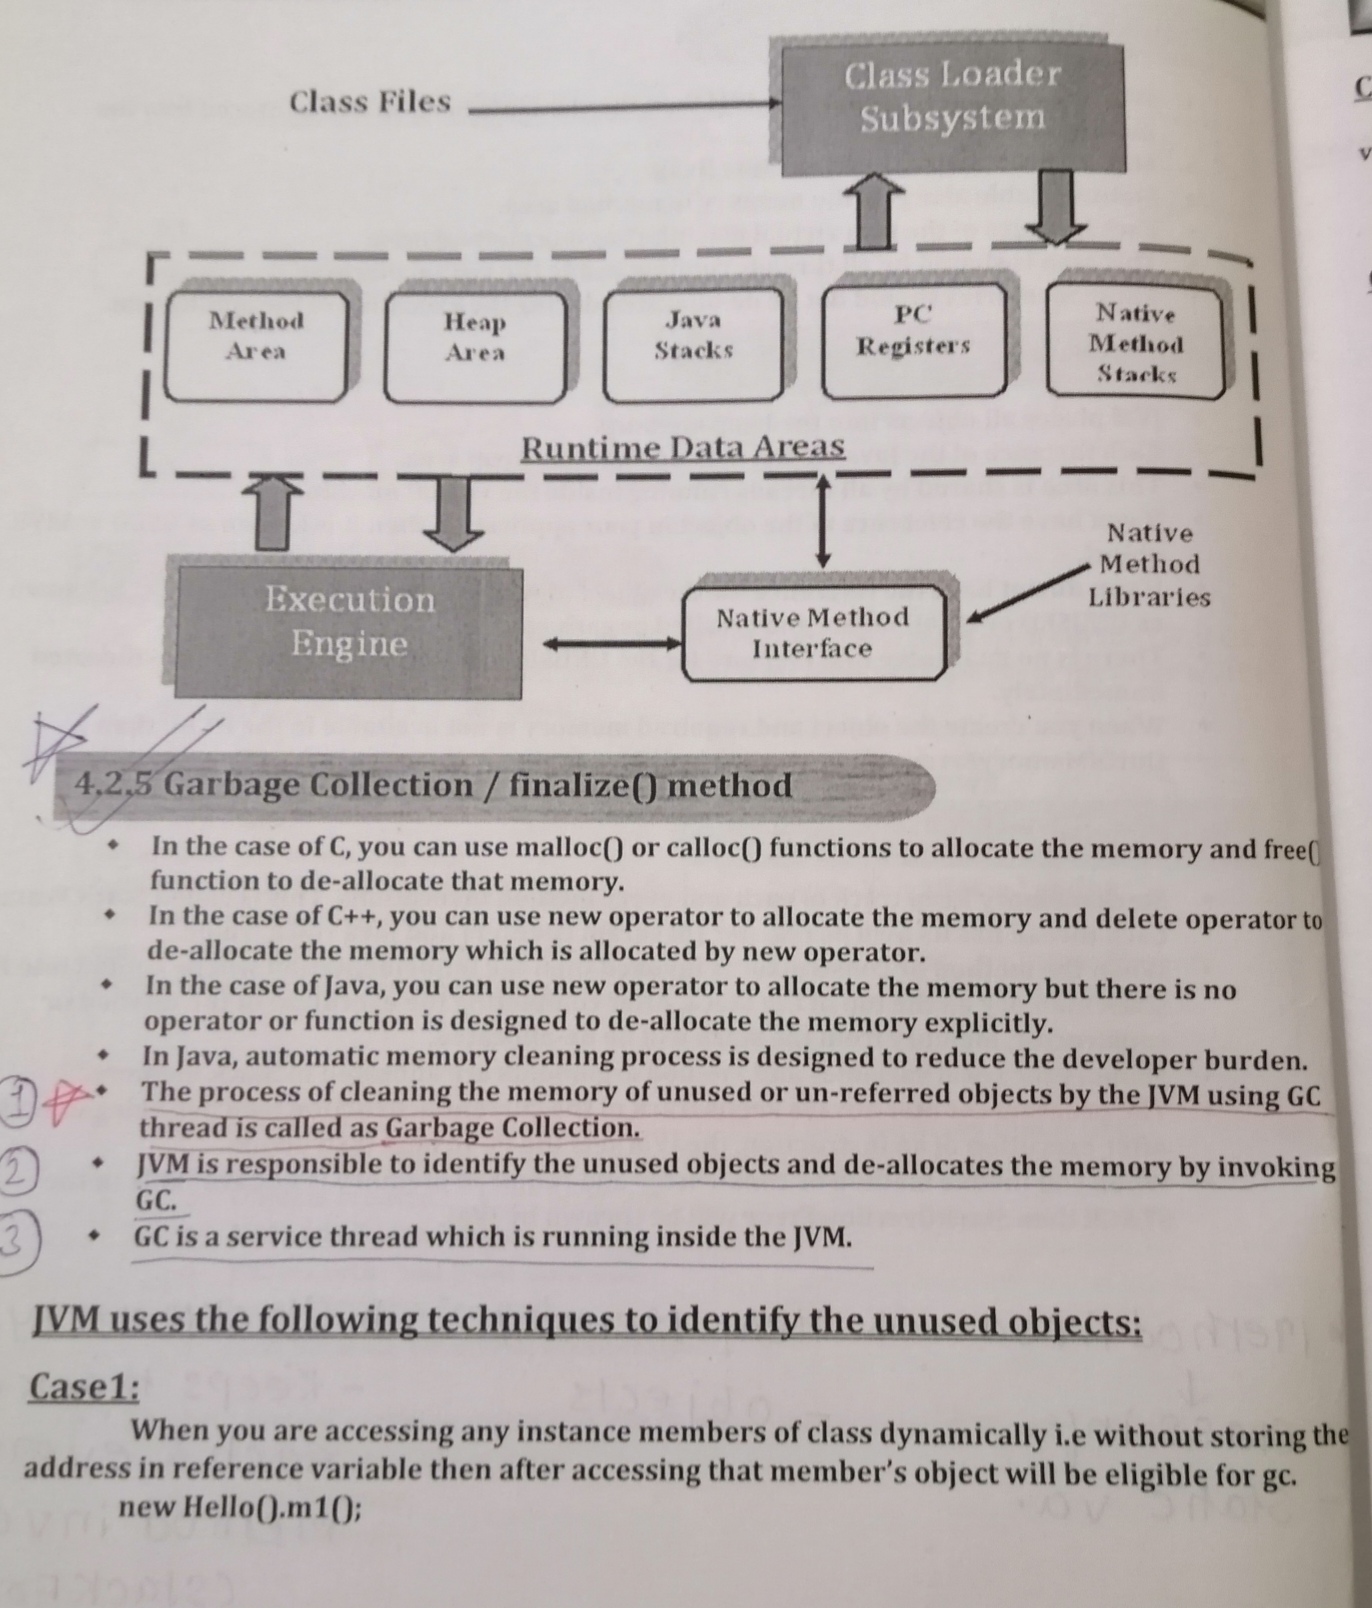 Class Files
Class Loader
Subsystem
Method
Area
Heap
Area
Java
Stacks
PC
Registers
Native
Method
Stacks
Runtime Data Areas
Execution
Engine
Native Method
Interface
Native
Method
Libraries
4.2.5 Garbage Collection / finalize() method
• In the case of C, you can use malloc() or calloc() functions to allocate the memory and free()
function to de-allocate that memory.
• In the case of C++, you can use new operator to allocate the memory and delete operator to
de-allocate the memory which is allocated by new operator.
• In the case of Java, you can use new operator to allocate the memory but there is no
operator or function is designed to de-allocate the memory explicitly.
• In Java, automatic memory cleaning process is designed to reduce the developer burden.
1 • The process of cleaning the memory of unused or un-referred objects by the JVM using GC
thread is called as Garbage Collection.
2 • JVM is responsible to identify the unused objects and de-allocates the memory by invoking
GC.
3 • GC is a service thread which is running inside the JVM.
JVM uses the following techniques to identify the unused objects:
Case1:
When you are accessing any instance members of class dynamically i.e without storing the
address in reference variable then after accessing that member's object will be eligible for gc.
new Hello().m1();